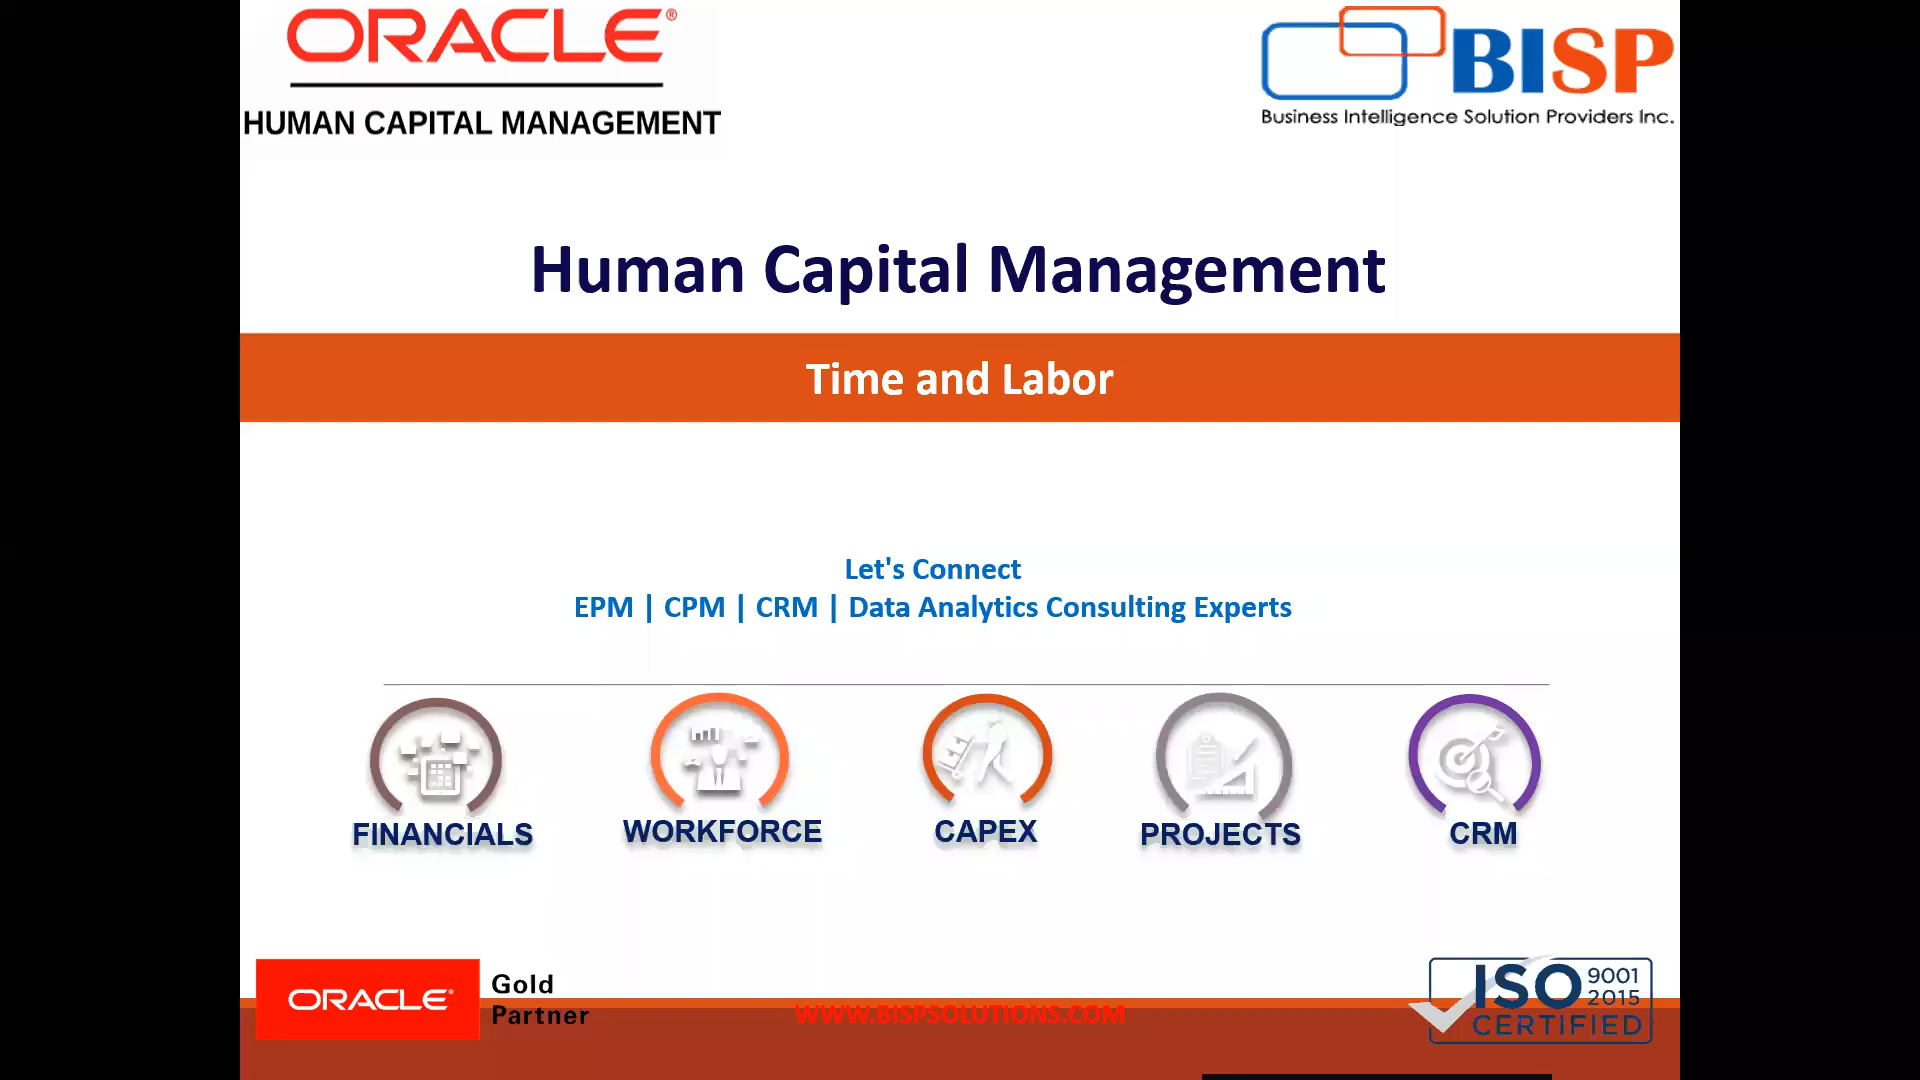 ORACLE®
HUMAN CAPITAL MANAGEMENT
BISP
Business Intelligence Solution Providers Inc.
Human Capital Management
Time and Labor
Let's Connect
EPM | CPM | CRM | Data Analytics Consulting Experts
FINANCIALS
WORKFORCE
CAPEX
PROJECTS
CRM
ORACLE®
Gold
Partner
WWW.BISPSOLUTIONS.COM
ISO 9001
2015
CERTIFIED